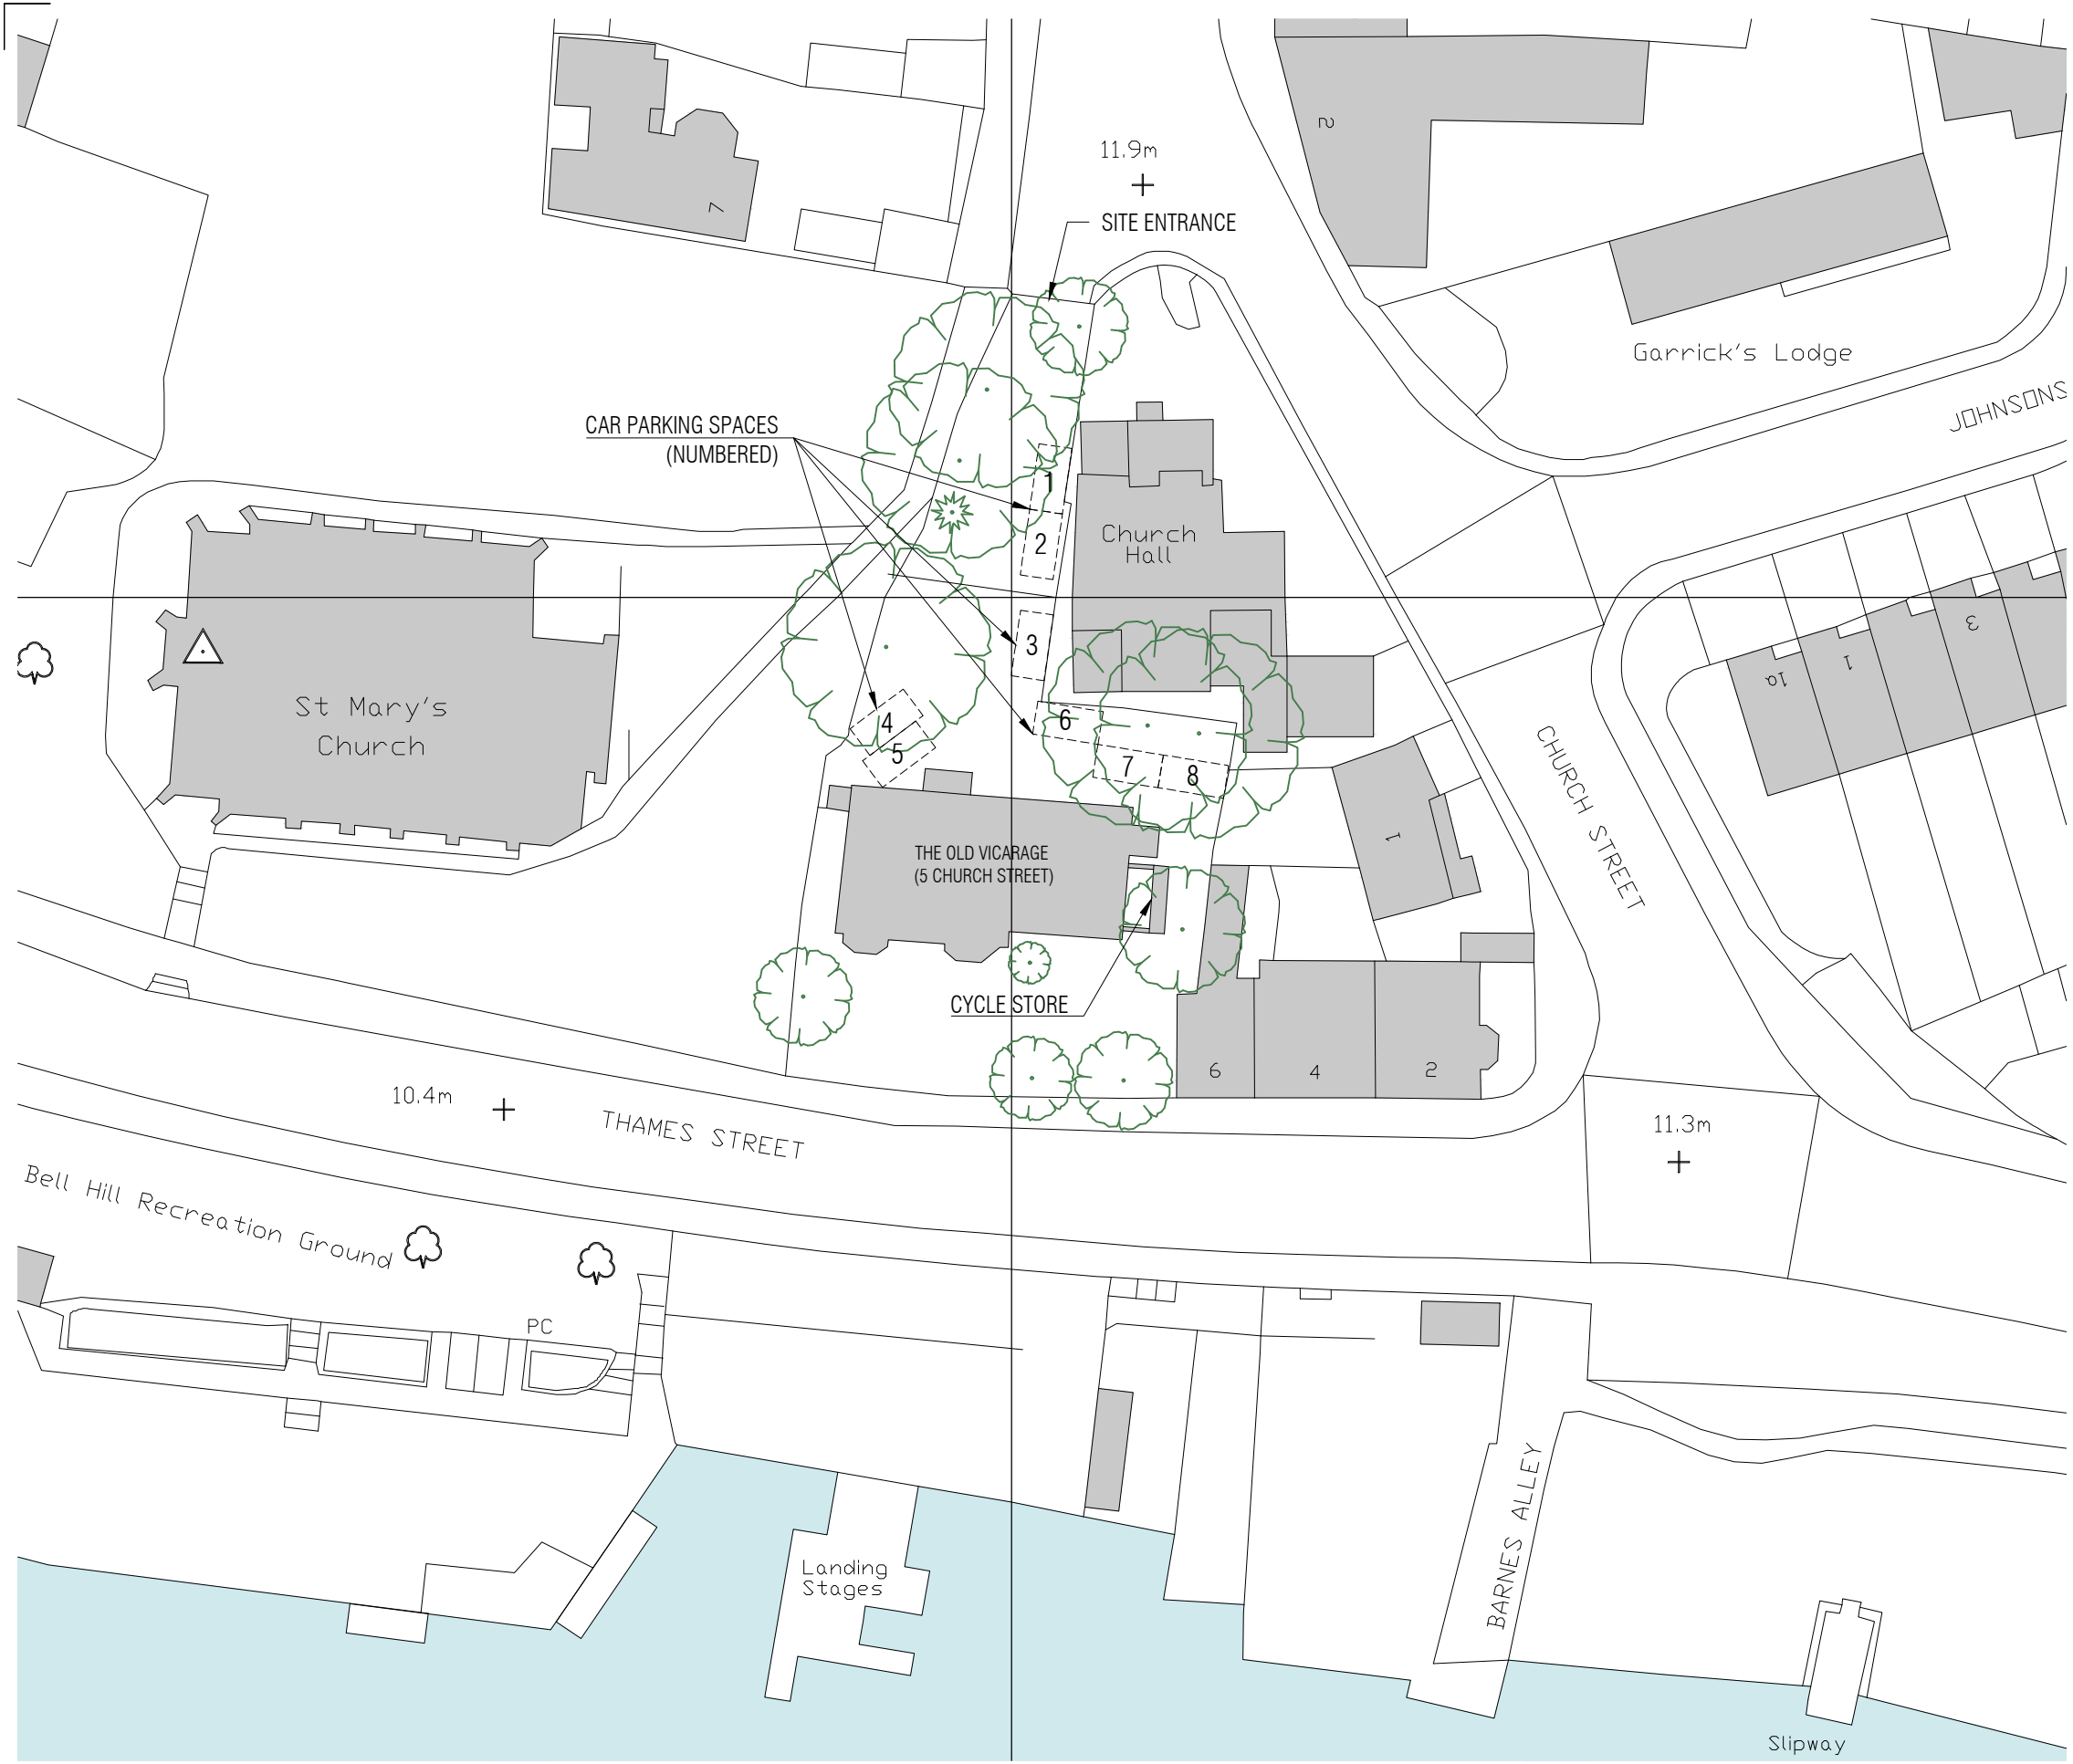 2
11.9m
7
SITE ENTRANCE
Garrick's Lodge
JOHNSONS
CAR PARKING SPACES
(NUMBERED)
1
2
Church
Hall
3
3
1
1a
St Mary's
Church
4
5
6
7
8
CHURCH STREET
1
THE OLD VICARAGE
(5 CHURCH STREET)
CYCLE STORE
6
4
2
10.4m
THAMES STREET
11.3m
Bell Hill Recreation Ground
PC
BARNES ALLEY
Landing
Stages
Slipway